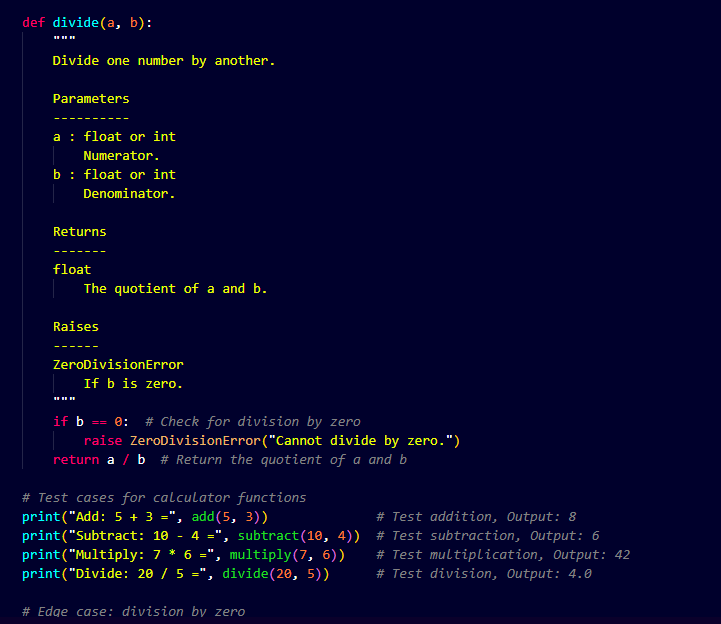 def divide(a, b):
    """
    Divide one number by another.

    Parameters
    ----------
    a : float or int
        Numerator.
    b : float or int
        Denominator.

    Returns
    -------
    float
        The quotient of a and b.

    Raises
    ------
    ZeroDivisionError
        If b is zero.
    """
    if b == 0:  # Check for division by zero
        raise ZeroDivisionError("Cannot divide by zero.")
    return a / b  # Return the quotient of a and b

# Test cases for calculator functions
print("Add: 5 + 3 =", add(5, 3))              # Test addition, Output: 8
print("Subtract: 10 - 4 =", subtract(10, 4))  # Test subtraction, Output: 6
print("Multiply: 7 * 6 =", multiply(7, 6))    # Test multiplication, Output: 42
print("Divide: 20 / 5 =", divide(20, 5))      # Test division, Output: 4.0

# Edge case: division by zero